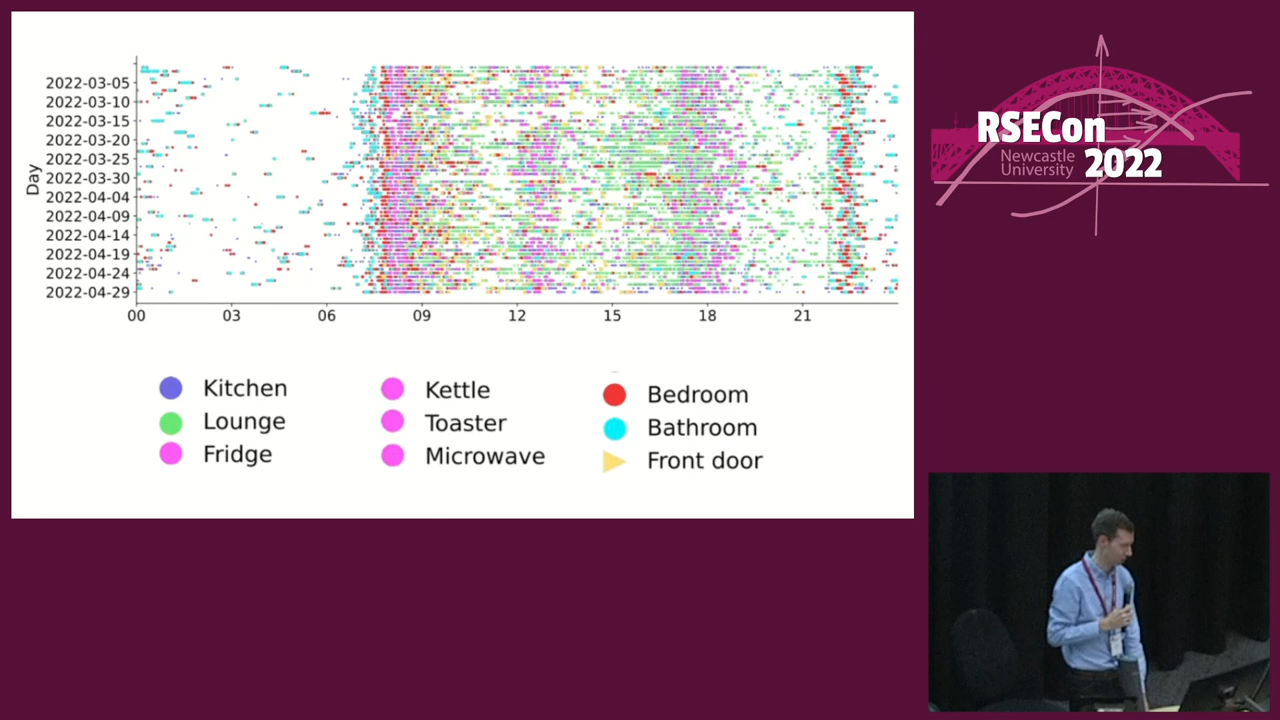 Day
2022-03-05
2022-03-10
2022-03-15
2022-03-20
2022-03-25
2022-03-30
2022-04-04
2022-04-09
2022-04-14
2022-04-19
2022-04-24
2022-04-29
00 03 06 09 12 15 18 21
Kitchen
Lounge
Fridge
Kettle
Toaster
Microwave
Bedroom
Bathroom
Front door
RSECon
Newcastle
University 2022